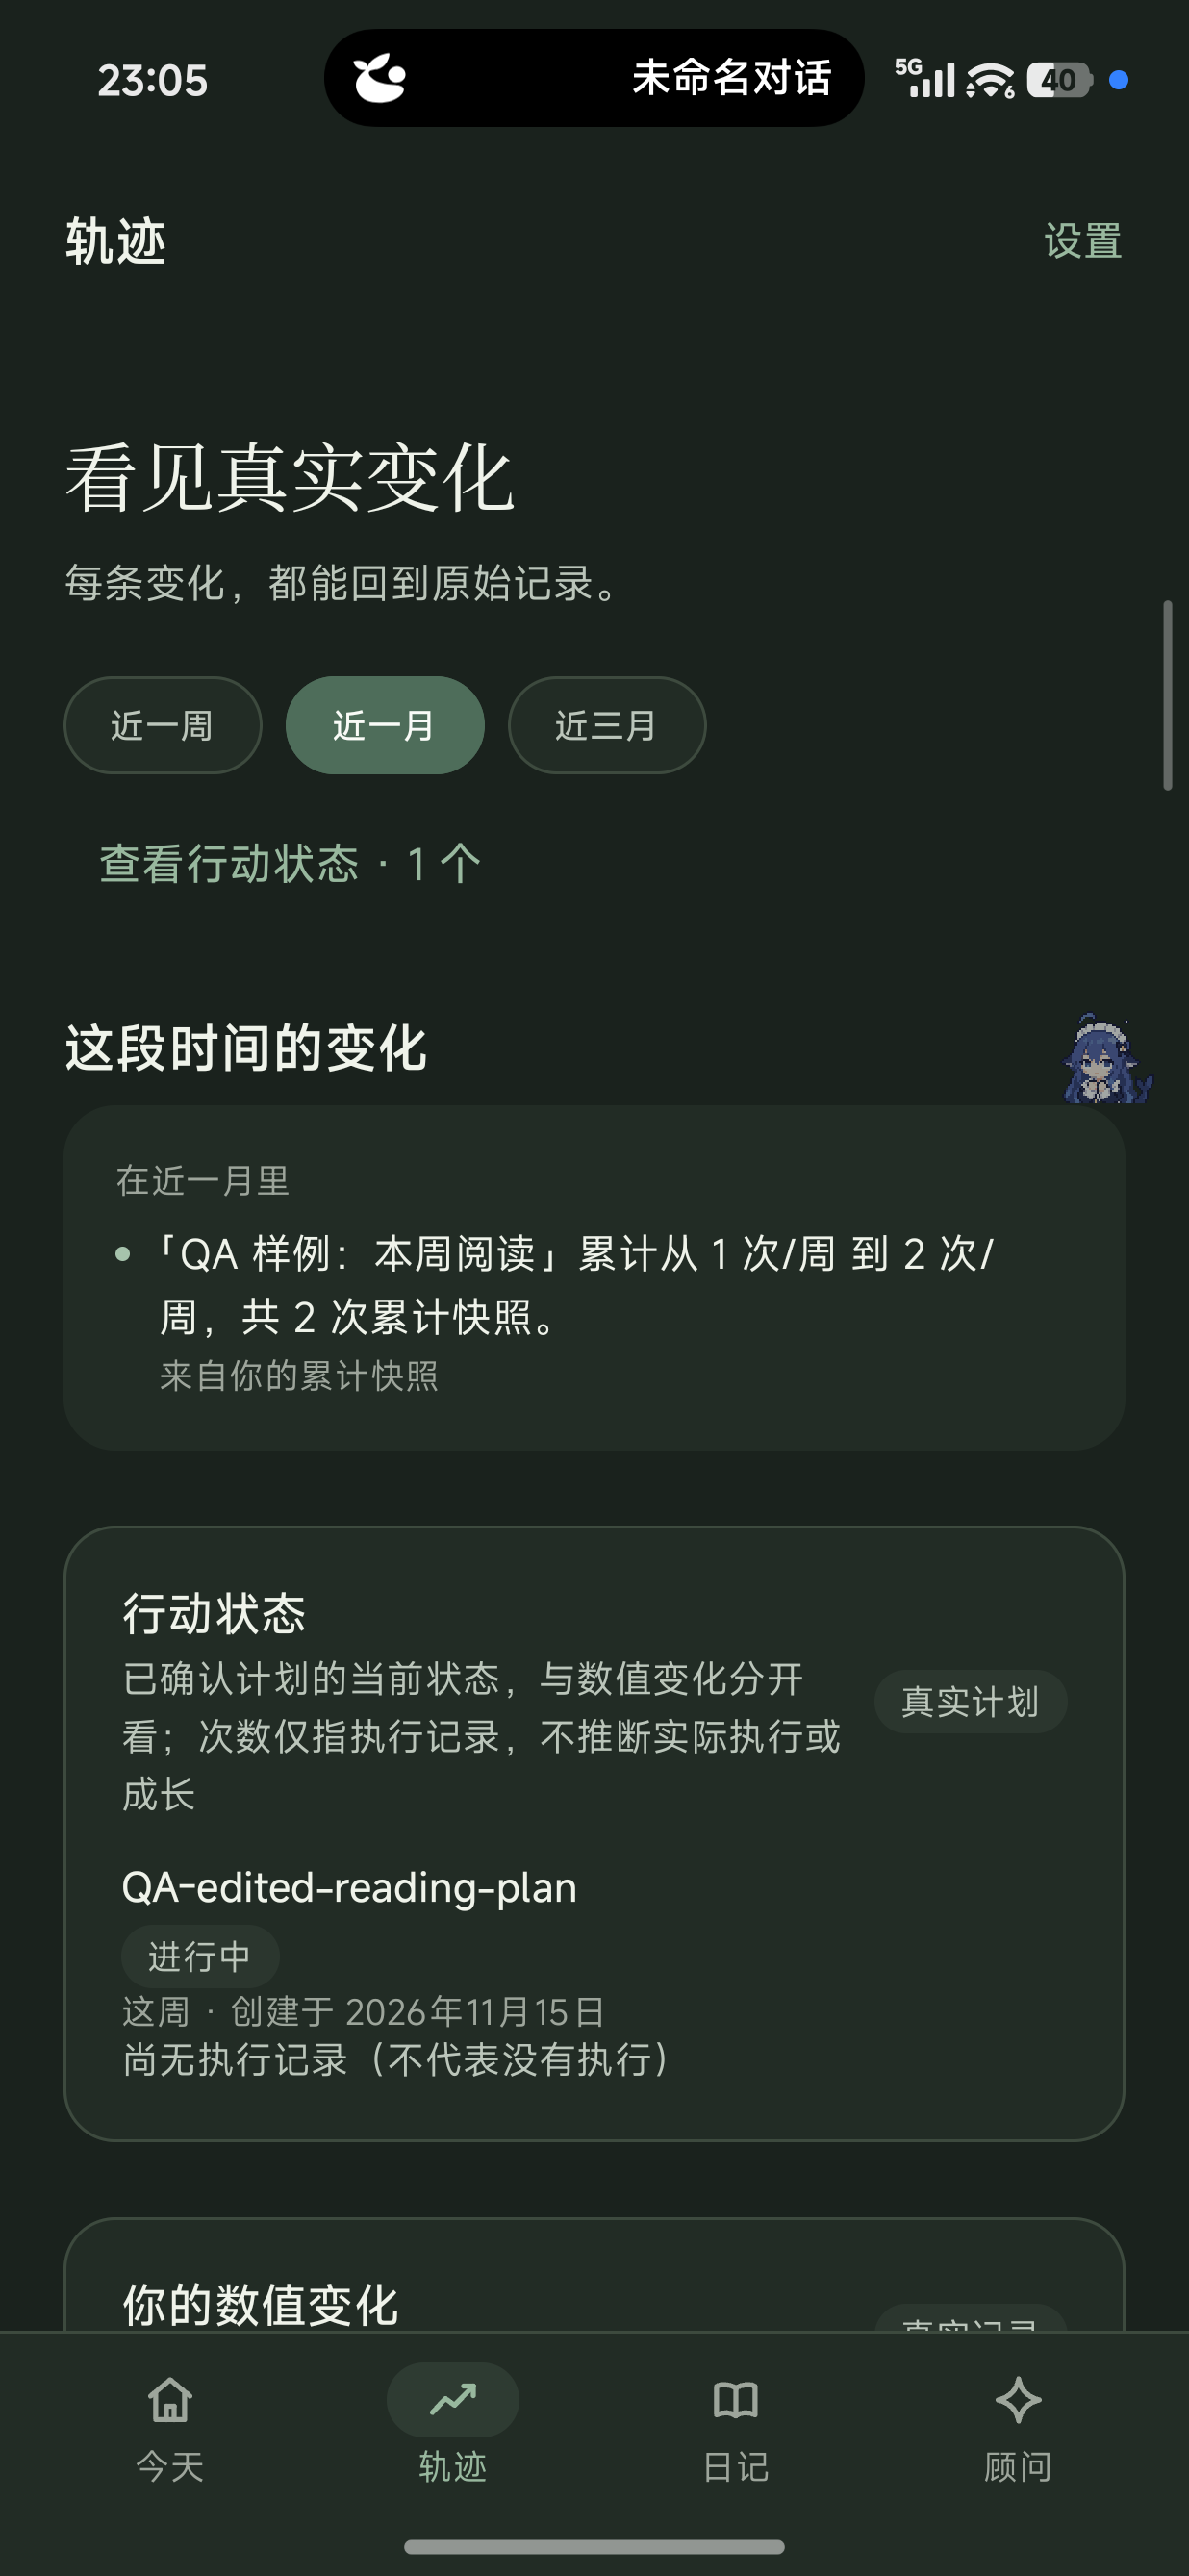 23:05
未命名对话
5G
6
40
轨迹
设置
看见真实变化
每条变化，都能回到原始记录。
近一周
近一月
近三月
查看行动状态 · 1 个
这段时间的变化
在近一月里
「QA 样例：本周阅读」累计从 1 次/周 到 2 次/
周，共 2 次累计快照。
来自你的累计快照
行动状态
已确认计划的当前状态，与数值变化分开
看；次数仅指执行记录，不推断实际执行或
成长
真实计划
QA-edited-reading-plan
进行中
这周 · 创建于 2026年11月15日
尚无执行记录（不代表没有执行）
你的数值变化
真实记录
今天
轨迹
日记
顾问